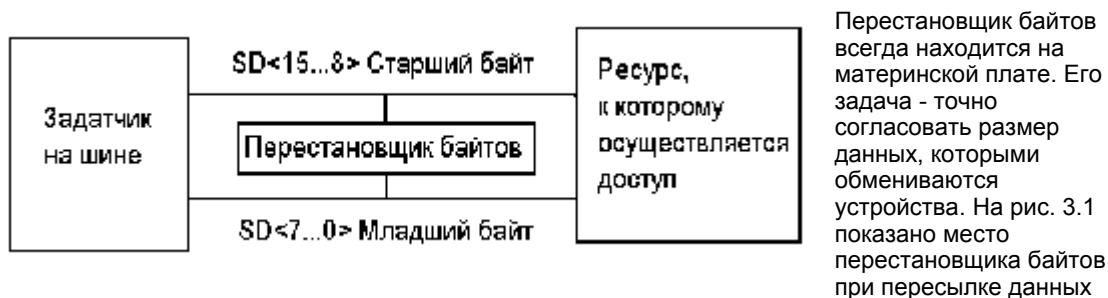 SD<15...8> Старший байт
Задатчик
на шине
Перестановщик байтов
SD<7...0> Младший байт
Ресурс,
к которому
осуществляется
доступ
Перестановщик байтов
всегда находится на
материнской плате. Его
задача - точно
согласовать размер
данных, которыми
обмениваются
устройства. На рис. 3.1
показано место
перестановщика байтов
при пересылке данных